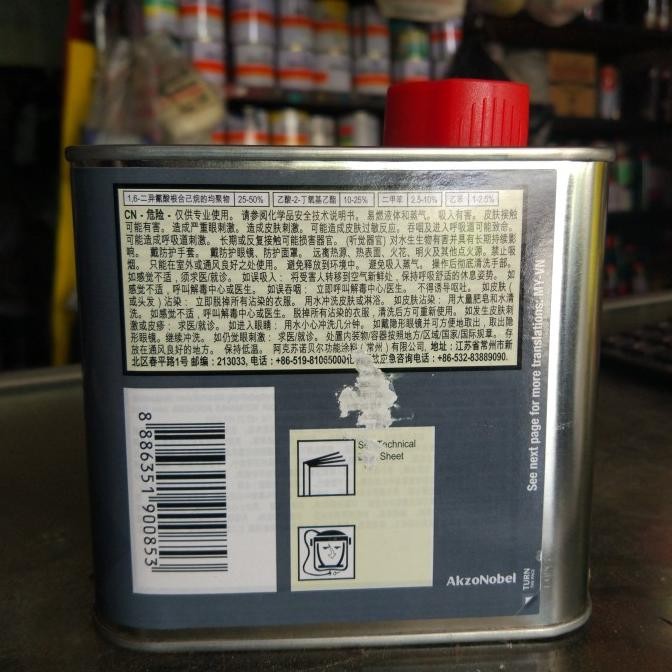 1,6-二异氰酸根合己烷的均聚物 25-50% 乙酸-2-丁氧基乙酯 10-25% 二甲苯 2.5-10% 乙苯 1-2.5%
CN - 危险 - 仅供专业使用。 请参阅化学品安全技术说明书。 易燃液体和蒸气。 吸入有害。 皮肤接触
可能有害。 造成严重眼刺激。 造成皮肤刺激。 可能造成皮肤过敏反应。 吞咽及进入呼吸道可能致命。
可能造成呼吸道刺激。 长期或反复接触可能损害器官。 (听觉器官) 对水生生物有害并具有长期持续影
响。 戴防护手套。 戴防护眼镜、防护面罩。 远离热源、热表面、火花、明火及其他点火源。禁止吸
烟。 只能在室外或通风良好之处使用。 避免释放到环境中。 避免吸入蒸气。 操作后彻底清洗手部。
如感觉不适，须求医/就诊。 如误吸入： 将受害人转移到空气新鲜处，保持呼吸舒适的休息姿势。 如
感觉不适，呼叫解毒中心或医生。 如误吞咽： 立即呼叫解毒中心/医生。 不得诱导呕吐。 如皮肤（
或头发）沾染： 立即脱掉所有沾染的衣服。 用水冲洗皮肤或淋浴。 如皮肤沾染： 用大量肥皂和水清
洗。 如感觉不适，呼叫解毒中心/医生。 脱掉所有沾染的衣服，清洗后方可重新使用。 如发生皮肤刺
激或皮疹： 求医/就诊。 如进入眼睛： 用水小心冲洗几分钟。 如戴隐形眼镜并可方便地取出，取出隐
形眼镜。继续冲洗。 如仍觉眼刺激： 求医/就诊。 处置内装物/容器按照地方/区域/国家/国际规章。 存
放在通风良好的地方。 保持低温。 阿克苏诺贝尔功能涂料（常州）有限公司, 地址：江苏省常州市新
北区春平路1号 邮编：213033, 电话：+86-519-81065000 应急咨询电话：+86-532-83889090.
8 886351 900853
Technical
Sheet
AkzoNobel
See next page for more translations: MY-VN
TURN